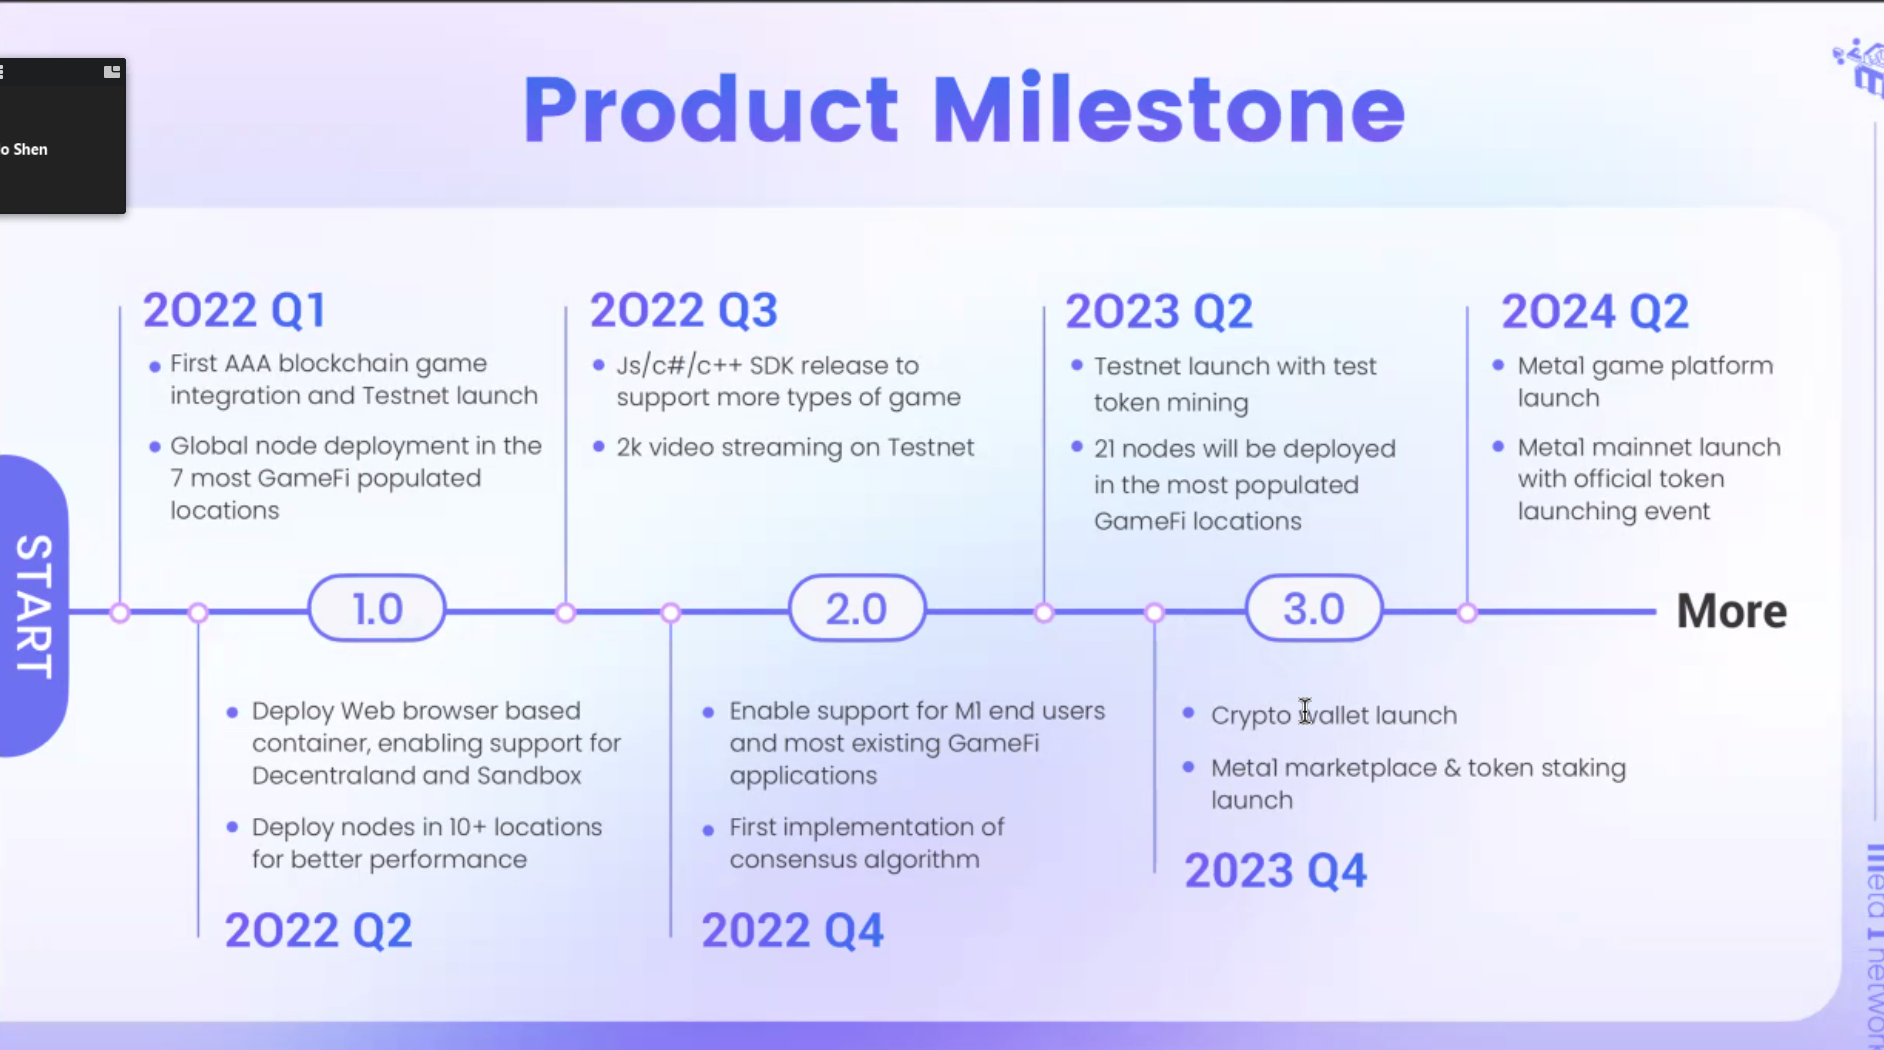 Product Milestone
o Shen
2022 Q1
First AAA blockchain game
integration and Testnet launch
Global node deployment in the
7 most GameFi populated
locations
2022 Q3
Js/c#/c++ SDK release to
support more types of game
2k video streaming on Testnet
2023 Q2
Testnet launch with test
token mining
21 nodes will be deployed
in the most populated
GameFi locations
2024 Q2
Meta1 game platform
launch
Meta1 mainnet launch
with official token
launching event
START
1.0
2.0
3.0
More
Deploy Web browser based
container, enabling support for
Decentraland and Sandbox
Deploy nodes in 10+ locations
for better performance
2022 Q2
Enable support for M1 end users
and most existing GameFi
applications
First implementation of
consensus algorithm
2022 Q4
Crypto wallet launch
Meta1 marketplace & token staking
launch
2023 Q4
meta 1 network